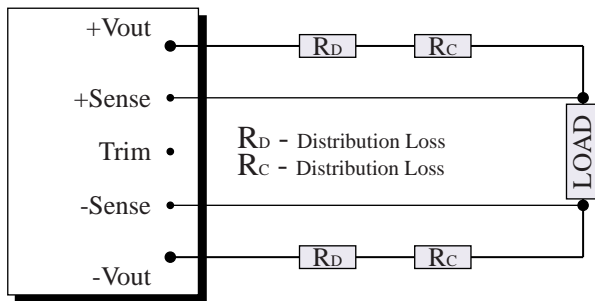 +Vout
RD
RC
+Sense
Trim
RD - Distribution Loss
RC - Distribution Loss
LOAD
-Sense
-Vout
RD
RC